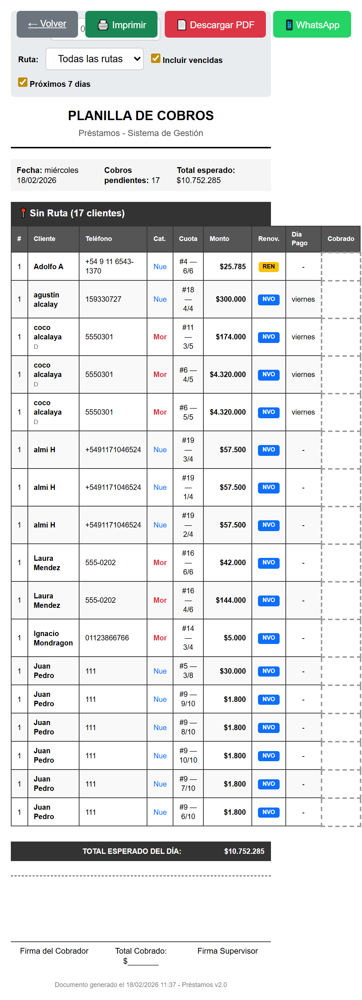 ← Volver
0
Imprimir
Descargar PDF
WhatsApp
Ruta:
Todas las rutas
Incluir vencidas
Próximos 7 días
PLANILLA DE COBROS
Préstamos - Sistema de Gestión
Fecha: miércoles
18/02/2026
Cobros
pendientes: 17
Total esperado:
$10.752.285
Sin Ruta (17 clientes)
# Cliente Teléfono Cat. Cuota Monto Renov. Día Pago Cobrado
1 Adolfo A +54 9 11 6543-1370 Nue #4 — 6/6 $25.785 REN -
1 agustín alcalay 159330727 Nue #18 — 4/4 $300.000 NVO viernes
1 coco alcalaya D 5550301 Mor #11 — 3/5 $174.000 NVO viernes
1 coco alcalaya D 5550301 Mor #6 — 4/5 $4.320.000 NVO viernes
1 coco alcalaya D 5550301 Mor #6 — 5/5 $4.320.000 NVO viernes
1 almi H +5491171046524 Nue #19 — 3/4 $57.500 NVO -
1 almi H +5491171046524 Nue #19 — 1/4 $57.500 NVO -
1 almi H +5491171046524 Nue #19 — 2/4 $57.500 NVO -
1 Laura Mendez 555-0202 Mor #16 — 6/6 $42.000 NVO -
1 Laura Mendez 555-0202 Mor #16 — 4/6 $144.000 NVO -
1 Ignacio Mondragon 01123866766 Mor #14 — 3/4 $5.000 NVO -
1 Juan Pedro 111 Nue #5 — 3/8 $30.000 NVO -
1 Juan Pedro 111 Nue #9 — 9/10 $1.800 NVO -
1 Juan Pedro 111 Nue #9 — 8/10 $1.800 NVO -
1 Juan Pedro 111 Nue #9 — 10/10 $1.800 NVO -
1 Juan Pedro 111 Nue #9 — 7/10 $1.800 NVO -
1 Juan Pedro 111 Nue #9 — 6/10 $1.800 NVO -
TOTAL ESPERADO DEL DÍA: $10.752.285
Firma del Cobrador
Total Cobrado:
$_______
Firma Supervisor
Documento generado el 18/02/2026 11:37 - Préstamos v2.0